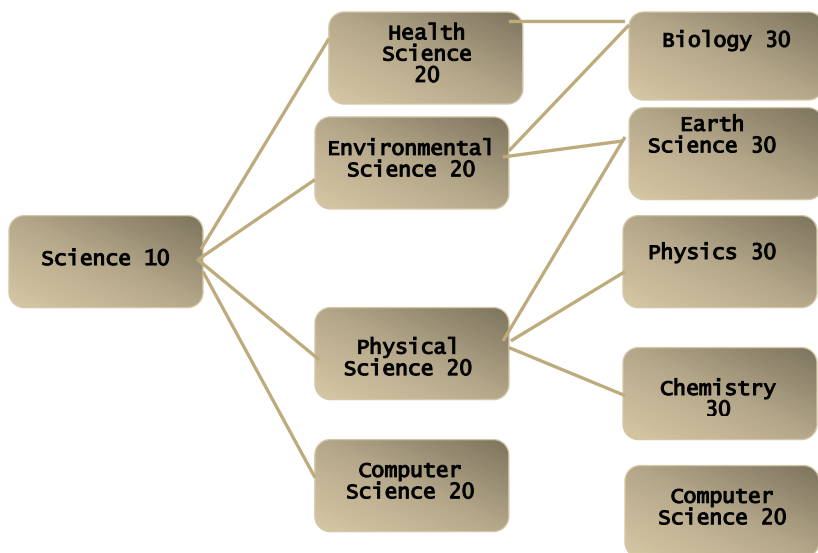 Science 10
Health
Science
20
Environmental
Science 20
Physical
Science 20
Computer
Science 20
Biology 30
Earth
Science 30
Physics 30
Chemistry
30
Computer
Science 20